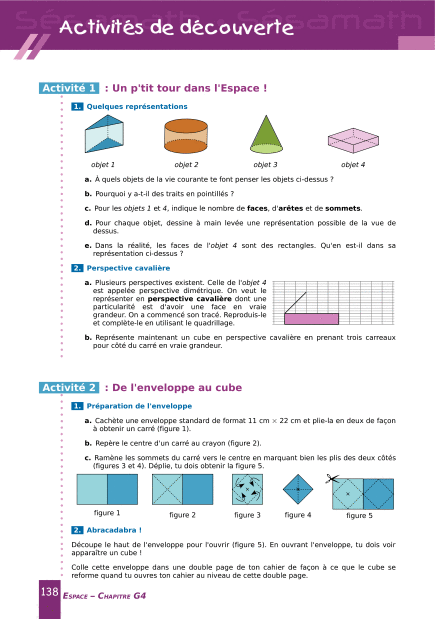 Sésamath Sésamath
Activités de découverte
Activité 1 : Un p'tit tour dans l'Espace !
1. Quelques représentations
objet 1 objet 2 objet 3 objet 4
a. À quels objets de la vie courante te font penser les objets ci-dessus ?
b. Pourquoi y a-t-il des traits en pointillés ?
c. Pour les objets 1 et 4, indique le nombre de faces, d'arêtes et de sommets.
d. Pour chaque objet, dessine à main levée une représentation possible de la vue de
dessus.
e. Dans la réalité, les faces de l'objet 4 sont des rectangles. Qu'en est-il dans sa
représentation ci-dessus ?
2. Perspective cavalière
a. Plusieurs perspectives existent. Celle de l'objet 4
est appelée perspective dimétrique. On veut le
représenter en perspective cavalière dont une
particularité est d'avoir une face en vraie
grandeur. On a commencé son tracé. Reproduis-le
et complète-le en utilisant le quadrillage.
b. Représente maintenant un cube en perspective cavalière en prenant trois carreaux
pour côté du carré en vraie grandeur.
Activité 2 : De l'enveloppe au cube
1. Préparation de l'enveloppe
a. Cachète une enveloppe standard de format 11 cm × 22 cm et plie-la en deux de façon
à obtenir un carré (figure 1).
b. Repère le centre d'un carré au crayon (figure 2).
c. Ramène les sommets du carré vers le centre en marquant bien les plis des deux côtés
(figures 3 et 4). Déplie, tu dois obtenir la figure 5.
figure 1 figure 2 figure 3 figure 4 figure 5
2. Abracadabra !
Découpe le haut de l'enveloppe pour l'ouvrir (figure 5). En ouvrant l'enveloppe, tu dois voir
apparaître un cube !
Colle cette enveloppe dans une double page de ton cahier de façon à ce que le cube se
reforme quand tu ouvres ton cahier au niveau de cette double page.
138 ESPACE – CHAPITRE G4